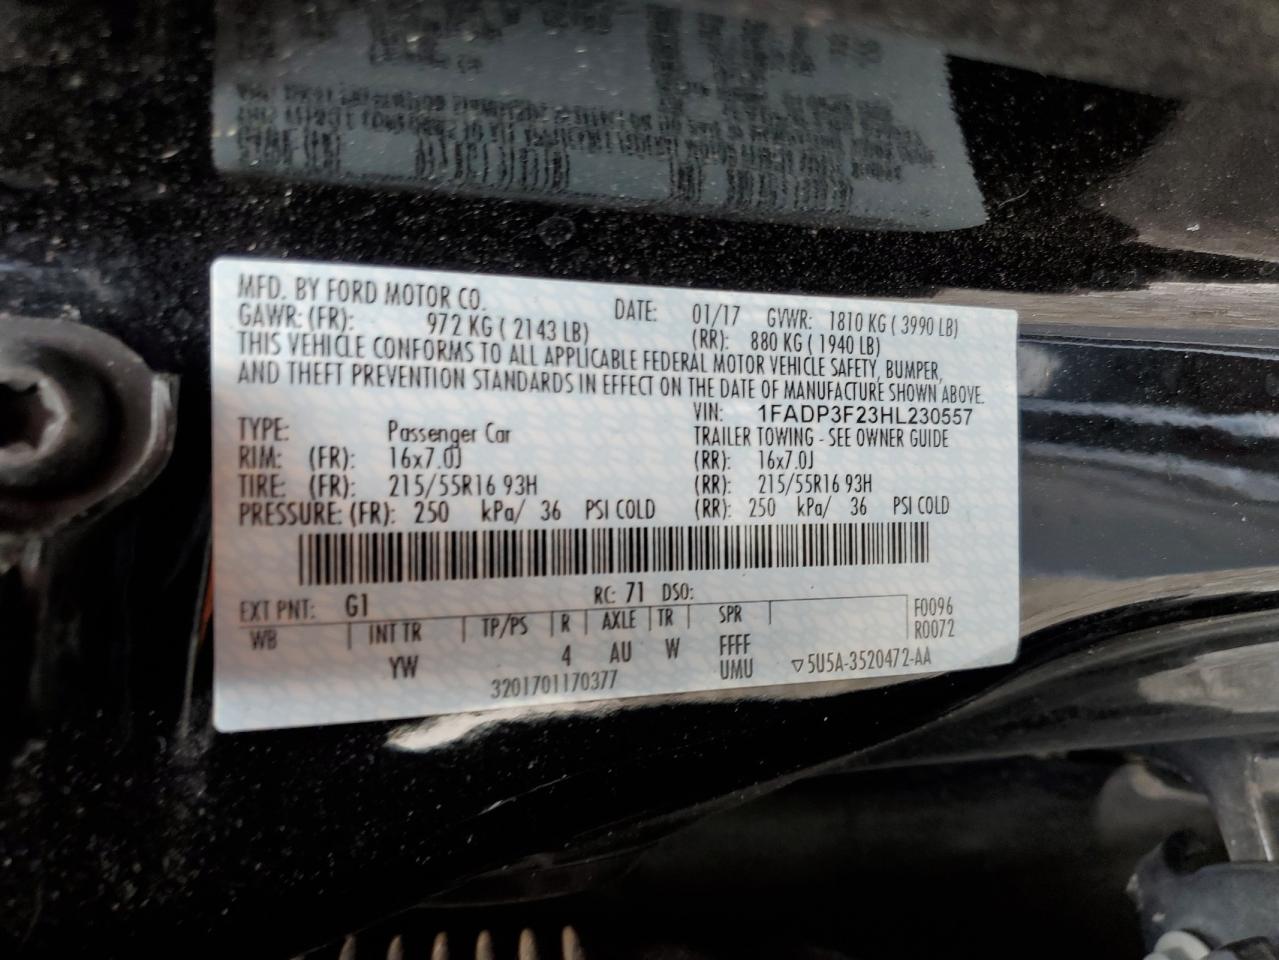 MFD. BY FORD MOTOR CO. DATE: 01/17 GVWR: 1810 KG ( 3990 LB)
GAWR: (FR): 972 KG ( 2143 LB) (RR): 880 KG ( 1940 LB)
THIS VEHICLE CONFORMS TO ALL APPLICABLE FEDERAL MOTOR VEHICLE SAFETY, BUMPER,
AND THEFT PREVENTION STANDARDS IN EFFECT ON THE DATE OF MANUFACTURE SHOWN ABOVE.
VIN: 1FADP3F23HL230557
TYPE: Passenger Car TRAILER TOWING - SEE OWNER GUIDE
RIM: (FR): 16x7.0J (RR): 16x7.0J
TIRE: (FR): 215/55R16 93H (RR): 215/55R16 93H
PRESSURE: (FR): 250 kPa/ 36 PSI COLD (RR): 250 kPa/ 36 PSI COLD
EXT PNT: G1 RC: 71 DSO: F0096
WB INT TR TP/PS R AXLE TR SPR R0072
YW 4 AU W FFFF
UMU ▽5U5A-3520472-AA
3201701170377